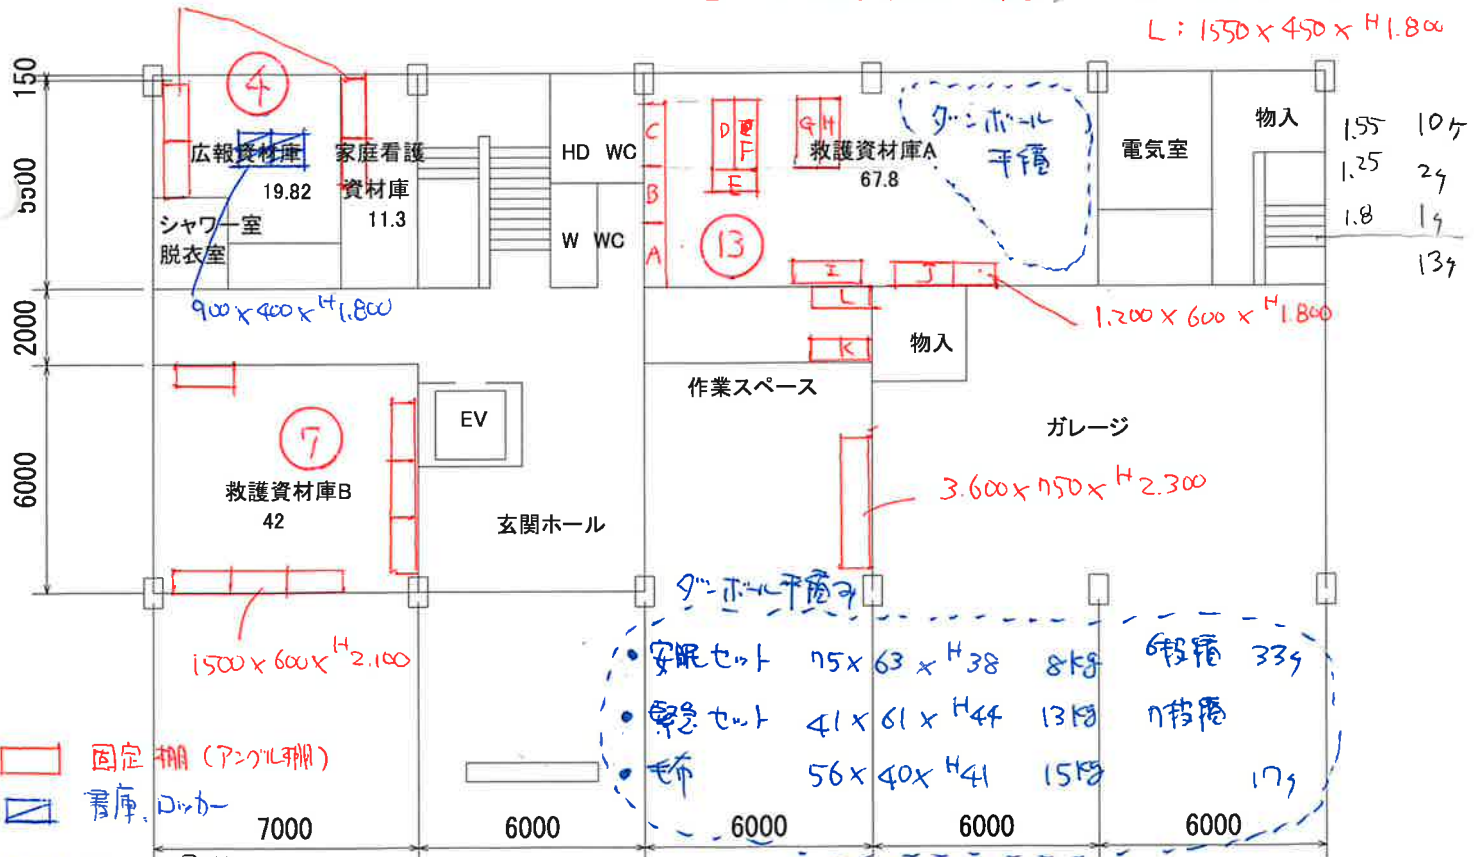 L：1550×450×H1.800
150
④
C
D
F
G H
ダンボール
平積
物入
1.55 10ケ
広報資材庫
19.82
家庭看護
資材庫
11.3
HD WC
救護資材庫A
67.8
電気室
1.25 2ケ
5500
E
B
シャワー室
脱衣室
W WC
A
⑬
1.8 1ケ
13ケ
I
J
900×400×H1.800
L
1.200×600×H1.800
2000
K
物入
作業スペース
EV
ガレージ
⑦
6000
救護資材庫B
42
玄関ホール
3.600×750×H2.300
ダンボール平積み
1500×600×H2.100
・安眠セット 75×63×H38 8kg 6段積 33ケ
・緊急セット 41×61×H44 13kg 7段積
・毛布 56×40×H41 15kg 17ケ
固定棚（アングル棚）
書庫、ロッカー
7000
6000
6000
6000
6000